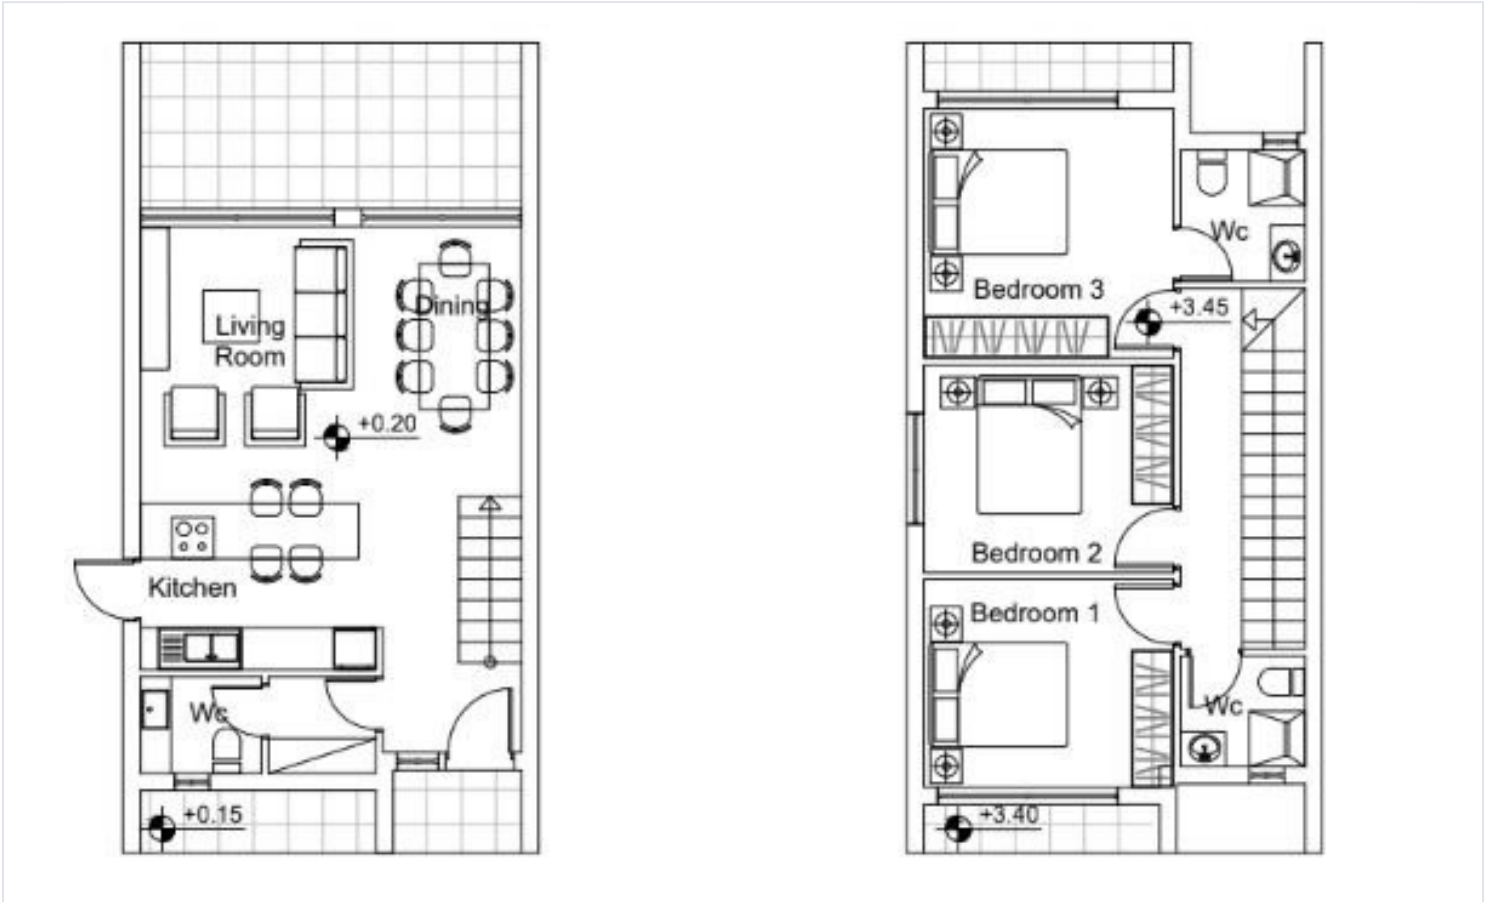 Living
Room
Dining
+0.20
Kitchen
Wc
+0.15
Wc
Bedroom 3
+3.45
Bedroom 2
Bedroom 1
Wc
+3.40